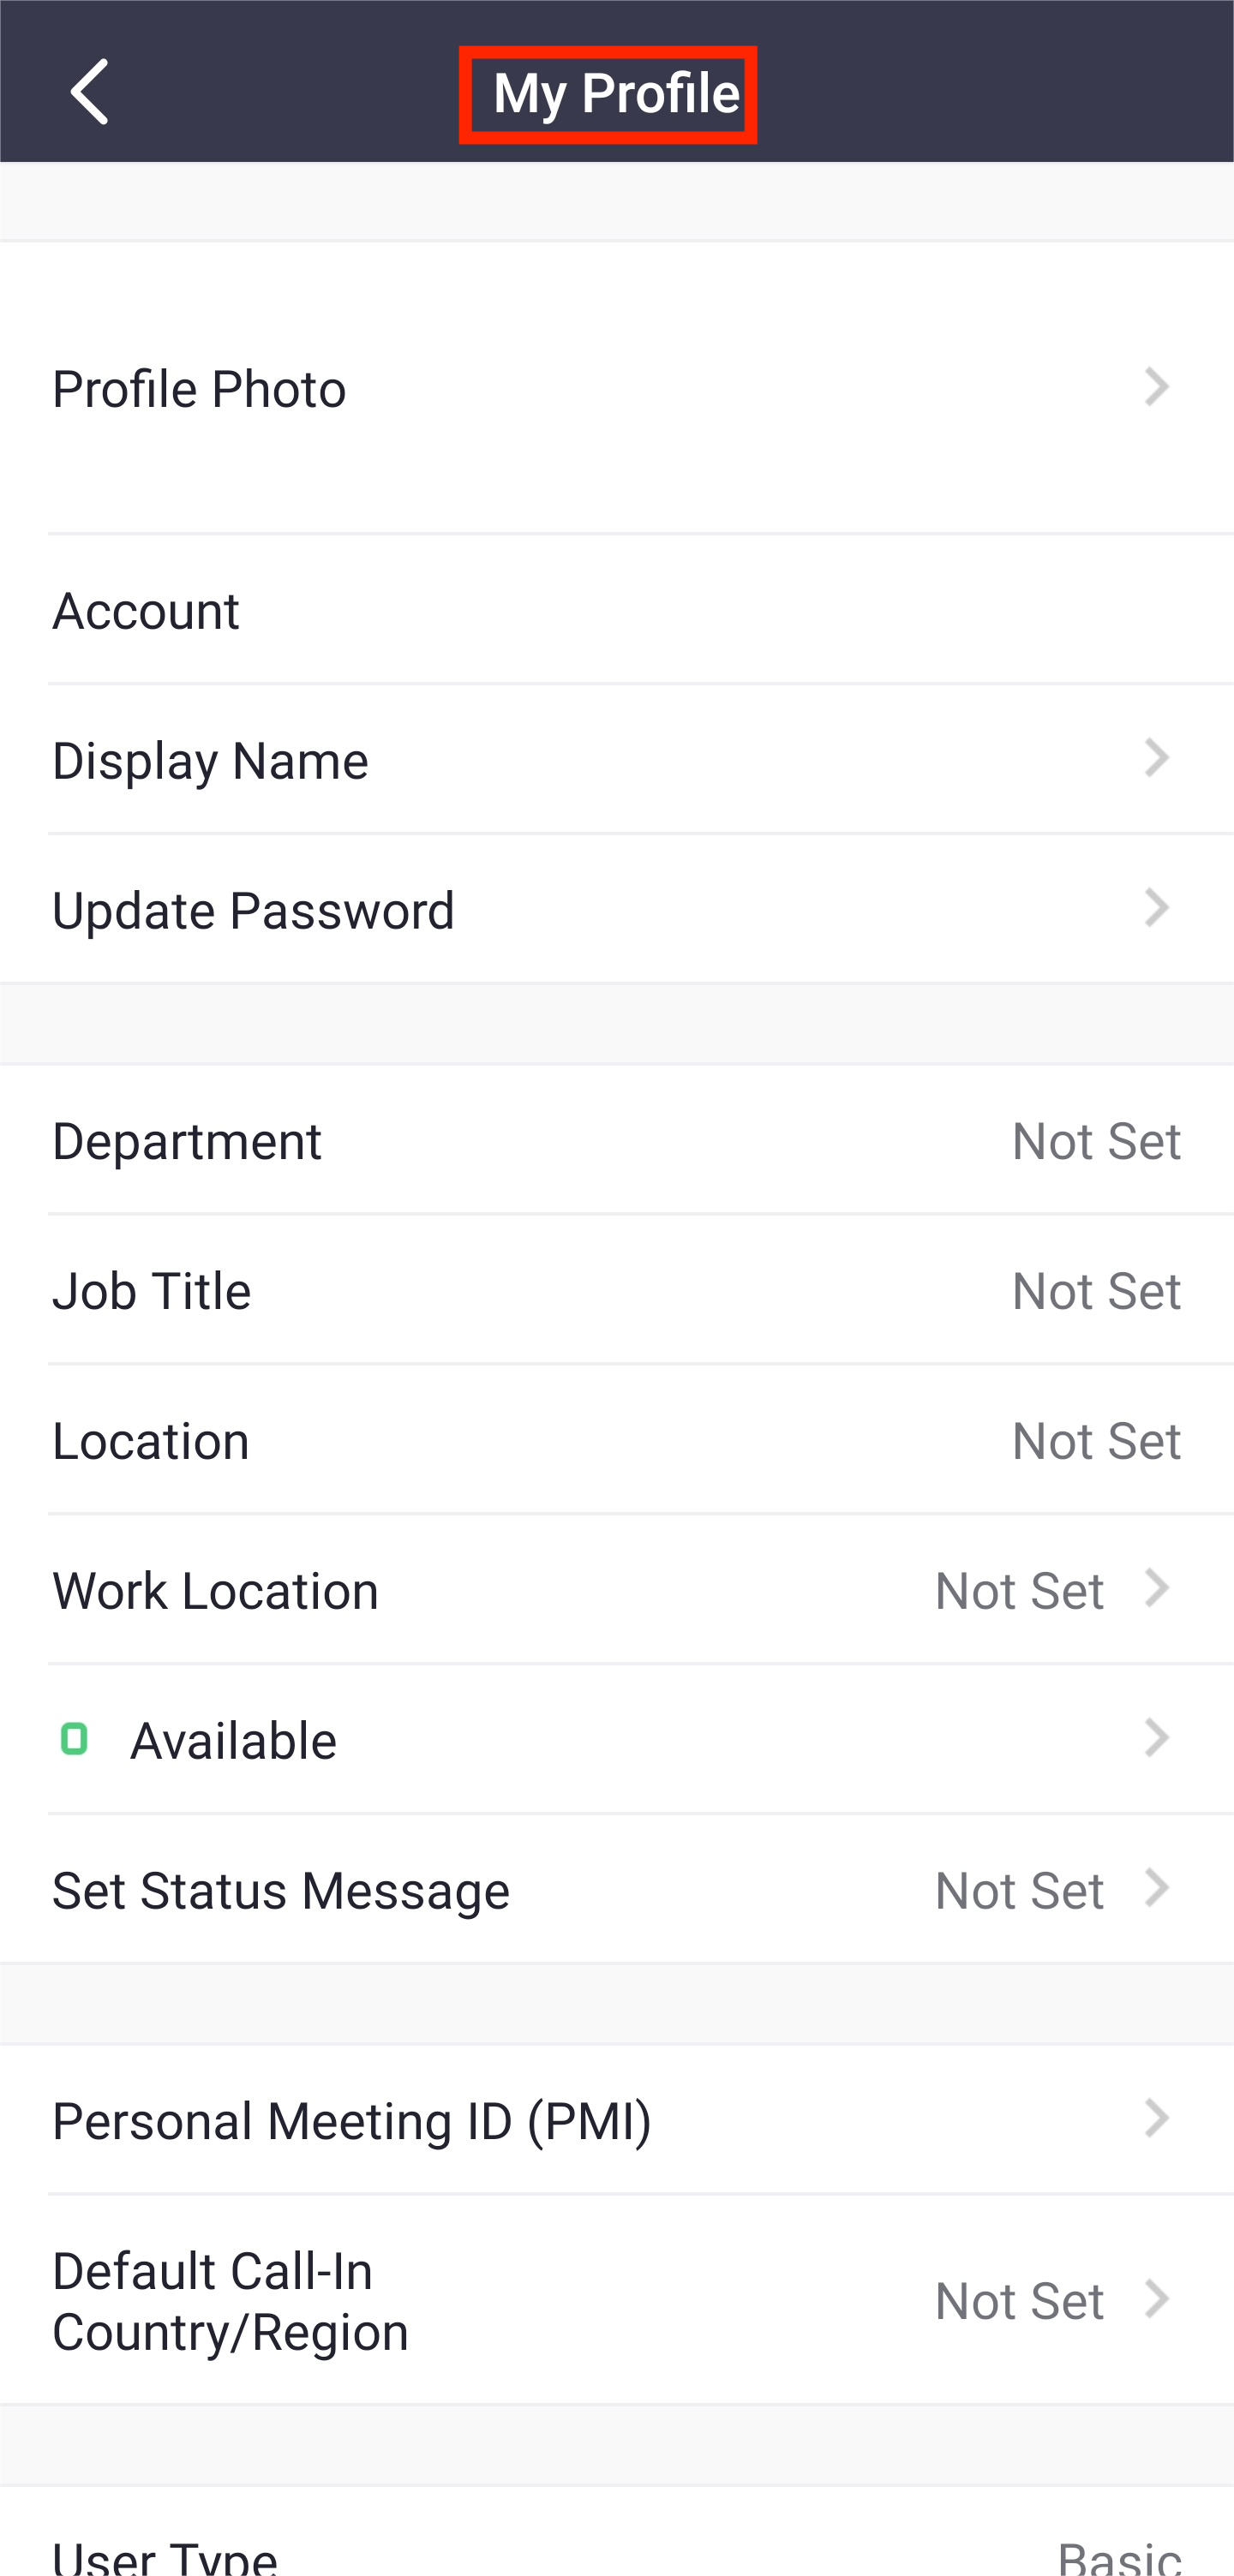 My Profile
Profile Photo
Account
Display Name
Update Password
Department Not Set
Job Title Not Set
Location Not Set
Work Location Not Set
Available
Set Status Message Not Set
Personal Meeting ID (PMI)
Default Call-In
Country/Region Not Set
User Type Basic